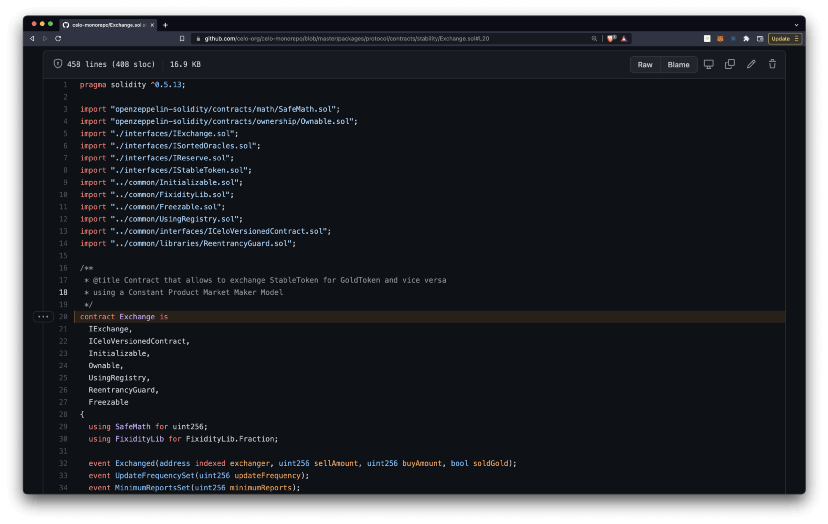 celo-monorepo/Exchange.sol a
github.com/celo-org/celo-monorepo/blob/master/packages/protocol/contracts/stability/Exchange.sol#L20
Update
458 lines (408 sloc) 16.9 KB
Raw Blame
1 pragma solidity ^0.5.13;
2
3 import "openzeppelin-solidity/contracts/math/SafeMath.sol";
4 import "openzeppelin-solidity/contracts/ownership/Ownable.sol";
5 import "./interfaces/IExchange.sol";
6 import "./interfaces/ISortedOracles.sol";
7 import "./interfaces/IReserve.sol";
8 import "./interfaces/IStableToken.sol";
9 import "../common/Initializable.sol";
10 import "../common/FixidityLib.sol";
11 import "../common/Freezable.sol";
12 import "../common/UsingRegistry.sol";
13 import "../common/interfaces/ICeloVersionedContract.sol";
14 import "../common/libraries/ReentrancyGuard.sol";
15
16 /**
17 * @title Contract that allows to exchange StableToken for GoldToken and vice versa
18 * using a Constant Product Market Maker Model
19 */
20 contract Exchange is
21 IExchange,
22 ICeloVersionedContract,
23 Initializable,
24 Ownable,
25 UsingRegistry,
26 ReentrancyGuard,
27 Freezable
28 {
29 using SafeMath for uint256;
30 using FixidityLib for FixidityLib.Fraction;
31
32 event Exchanged(address indexed exchanger, uint256 sellAmount, uint256 buyAmount, bool soldGold);
33 event UpdateFrequencySet(uint256 updateFrequency);
34 event MinimumReportsSet(uint256 minimumReports);